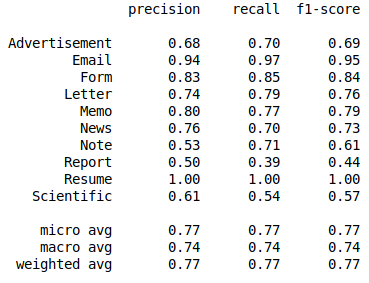 precision recall f1-score
Advertisement 0.68 0.70 0.69
Email 0.94 0.97 0.95
Form 0.83 0.85 0.84
Letter 0.74 0.79 0.76
Memo 0.80 0.77 0.79
News 0.76 0.70 0.73
Note 0.53 0.71 0.61
Report 0.50 0.39 0.44
Resume 1.00 1.00 1.00
Scientific 0.61 0.54 0.57
micro avg 0.77 0.77 0.77
macro avg 0.74 0.74 0.74
weighted avg 0.77 0.77 0.77